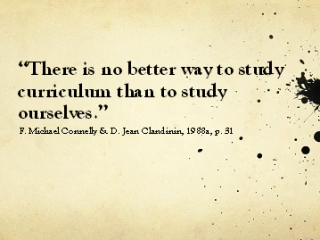 “There is no better way to study
curriculum than to study
ourselves.”
F. Michael Connelly & D. Jean Clandinin, 1988a, p. 31